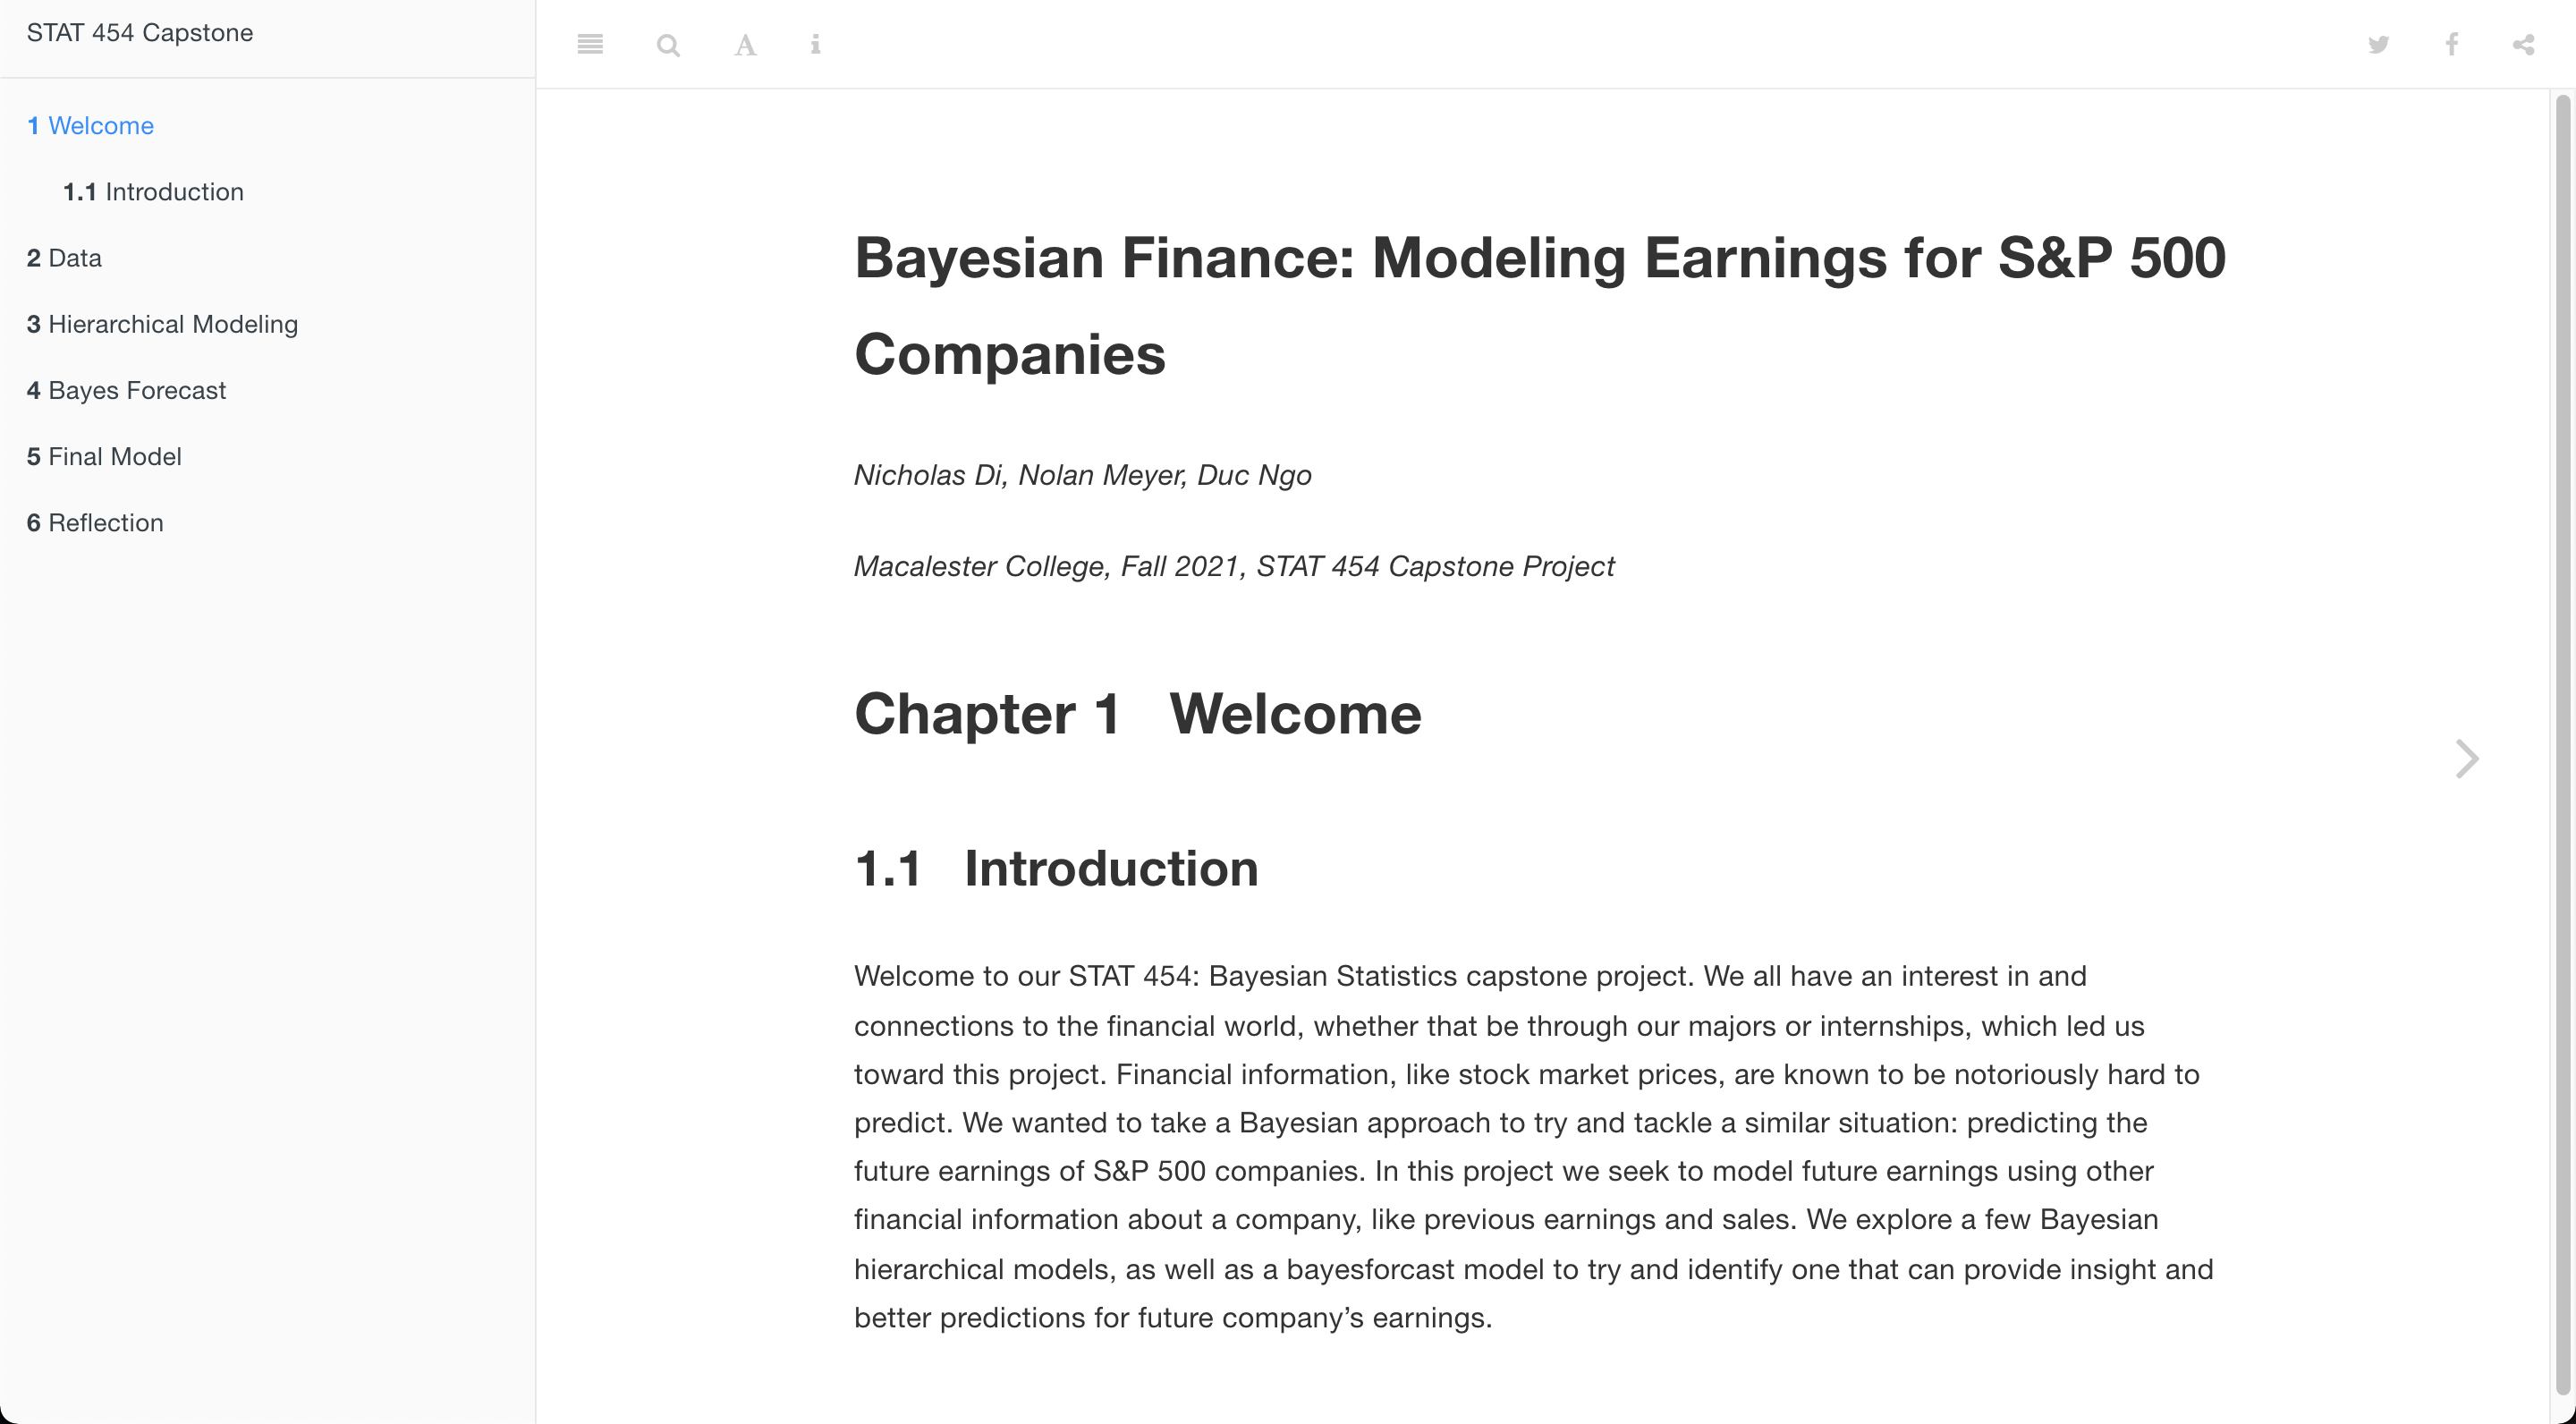 STAT 454 Capstone
1 Welcome
1.1 Introduction
2 Data
3 Hierarchical Modeling
4 Bayes Forecast
5 Final Model
6 Reflection
Bayesian Finance: Modeling Earnings for S&P 500
Companies
Nicholas Di, Nolan Meyer, Duc Ngo
Macalester College, Fall 2021, STAT 454 Capstone Project
Chapter 1 Welcome
1.1 Introduction
Welcome to our STAT 454: Bayesian Statistics capstone project. We all have an interest in and
connections to the financial world, whether that be through our majors or internships, which led us
toward this project. Financial information, like stock market prices, are known to be notoriously hard to
predict. We wanted to take a Bayesian approach to try and tackle a similar situation: predicting the
future earnings of S&P 500 companies. In this project we seek to model future earnings using other
financial information about a company, like previous earnings and sales. We explore a few Bayesian
hierarchical models, as well as a bayesforcast model to try and identify one that can provide insight and
better predictions for future company’s earnings.